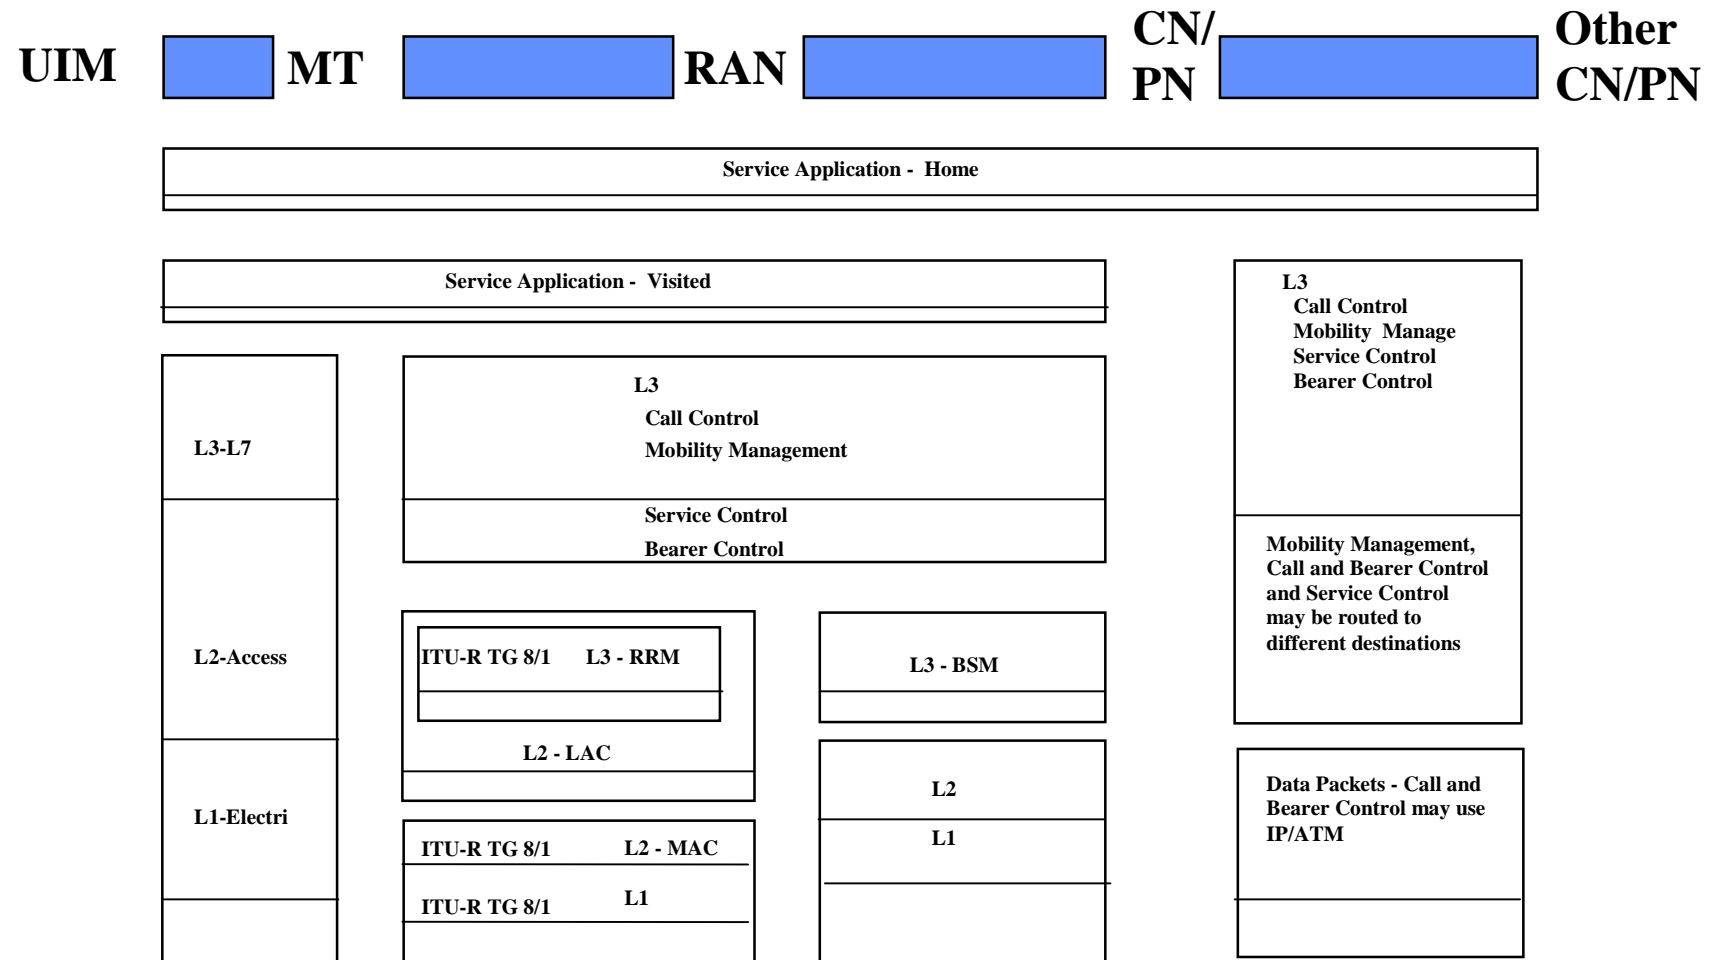 UIM
MT
RAN
CN/
PN
Other
CN/PN
Service Application - Home
Service Application - Visited
L3-L7
L2-Access
L1-Electri
L3
Call Control
Mobility Management
Service Control
Bearer Control
ITU-R TG 8/1 L3 - RRM
L2 - LAC
ITU-R TG 8/1 L2 - MAC
ITU-R TG 8/1 L1
L3 - BSM
L2
L1
L3
Call Control
Mobility Manage
Service Control
Bearer Control
Mobility Management,
Call and Bearer Control
and Service Control
may be routed to
different destinations
Data Packets - Call and
Bearer Control may use
IP/ATM